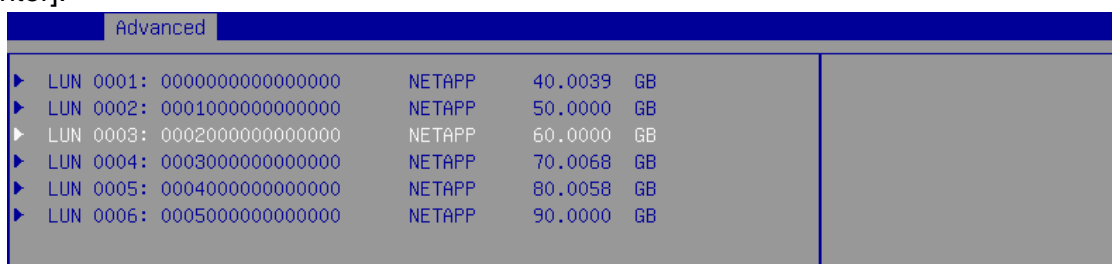 Advanced
LUN 0001: 0000000000000000 NETAPP 40.0039 GB
LUN 0002: 0001000000000000 NETAPP 50.0000 GB
LUN 0003: 0002000000000000 NETAPP 60.0000 GB
LUN 0004: 0003000000000000 NETAPP 70.0068 GB
LUN 0005: 0004000000000000 NETAPP 80.0058 GB
LUN 0006: 0005000000000000 NETAPP 90.0000 GB